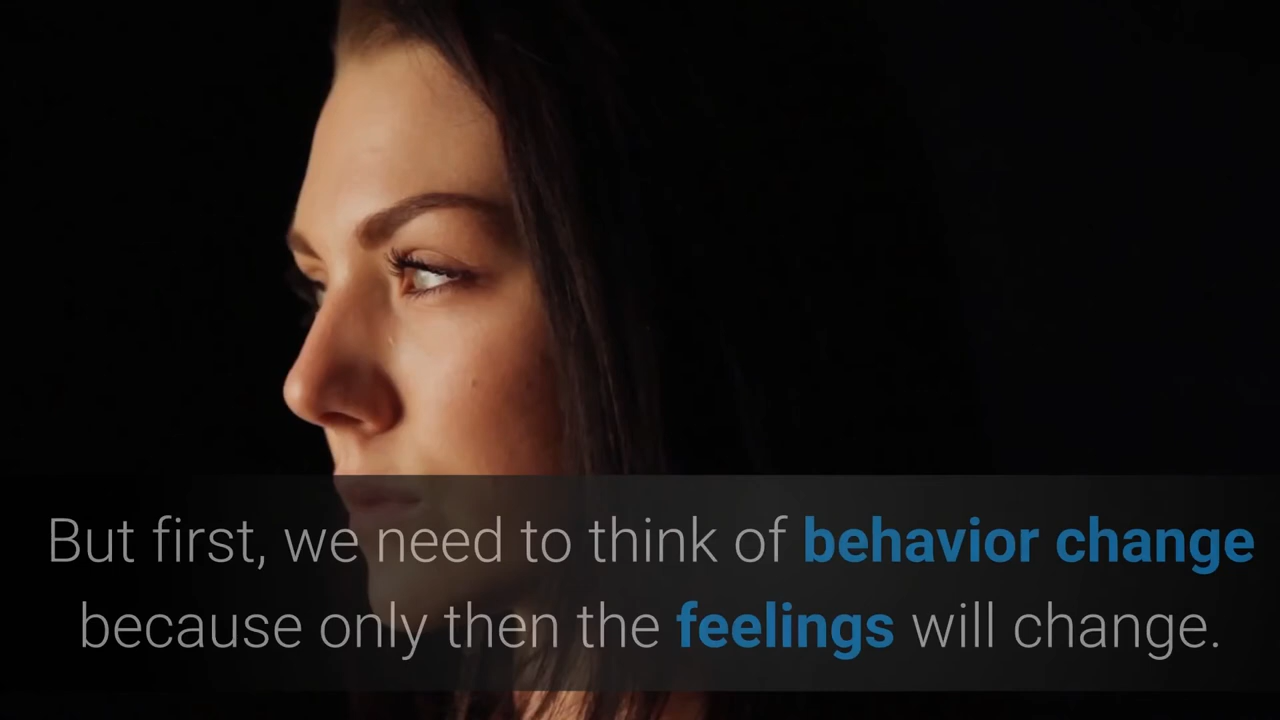 But first, we need to think of behavior change
because only then the feelings will change.